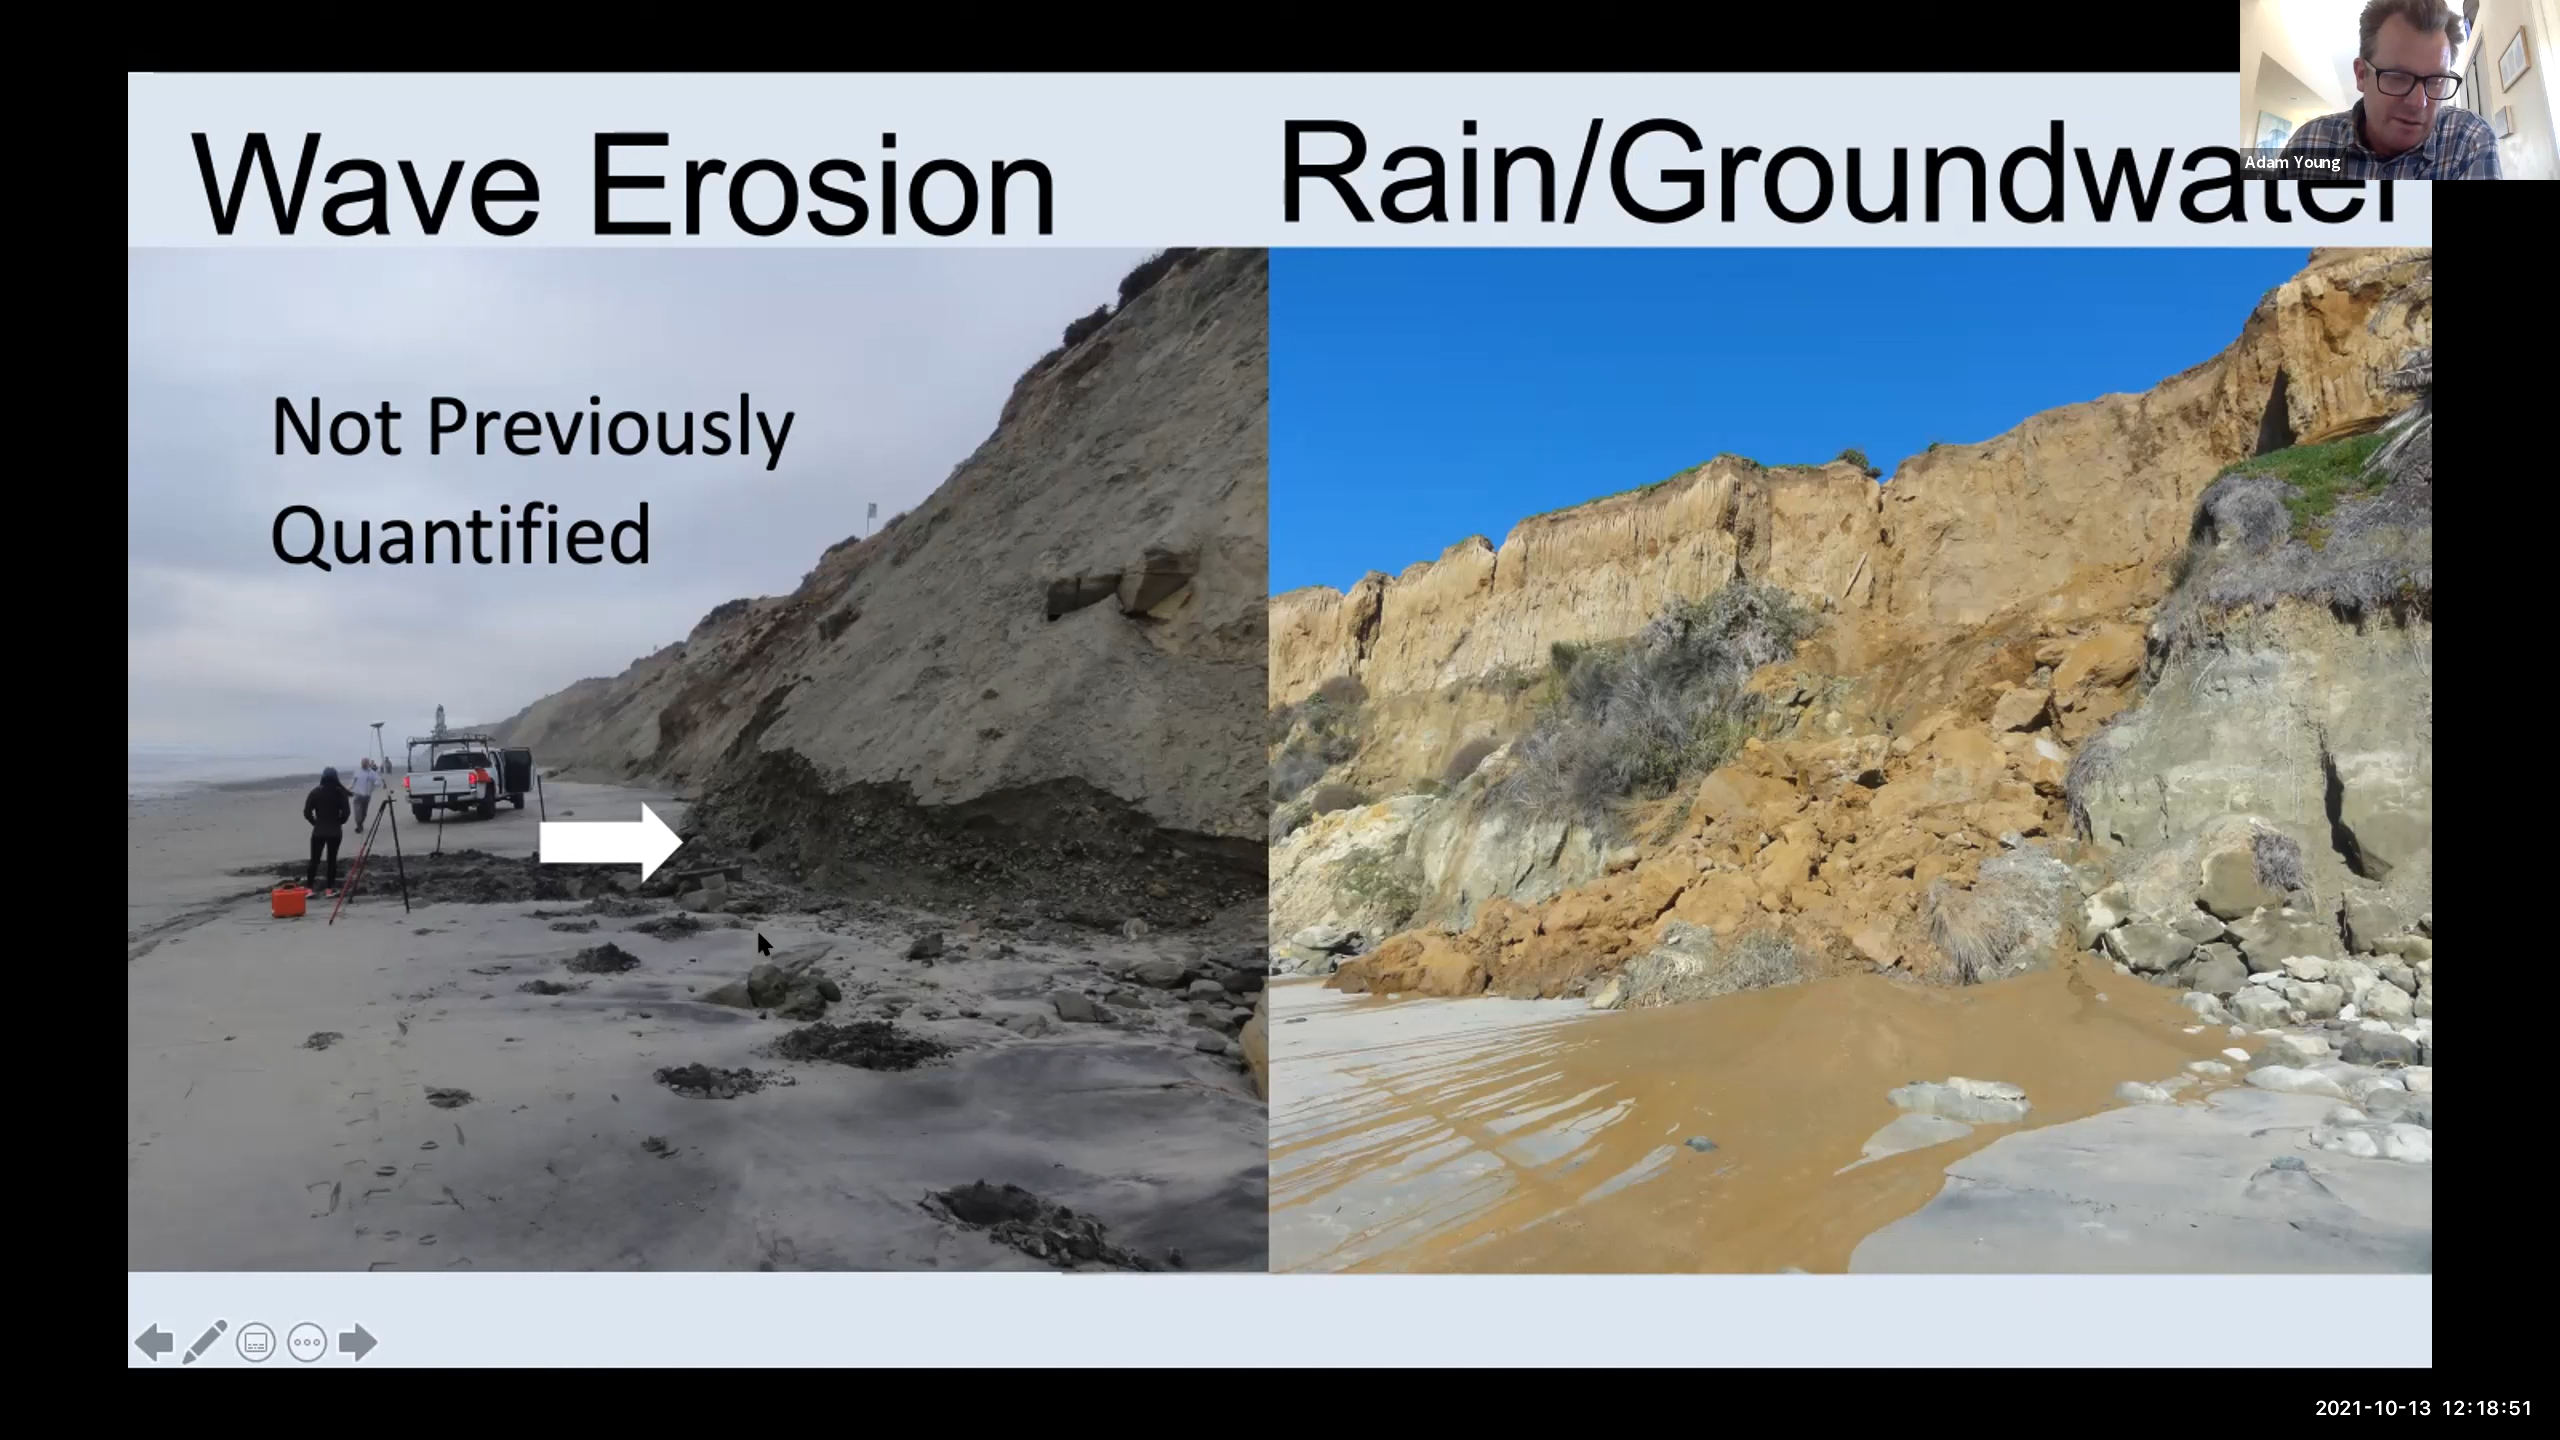 Wave Erosion
Rain/Groundwater
Adam Young
Not Previously
Quantified
2021-10-13 12:18:51